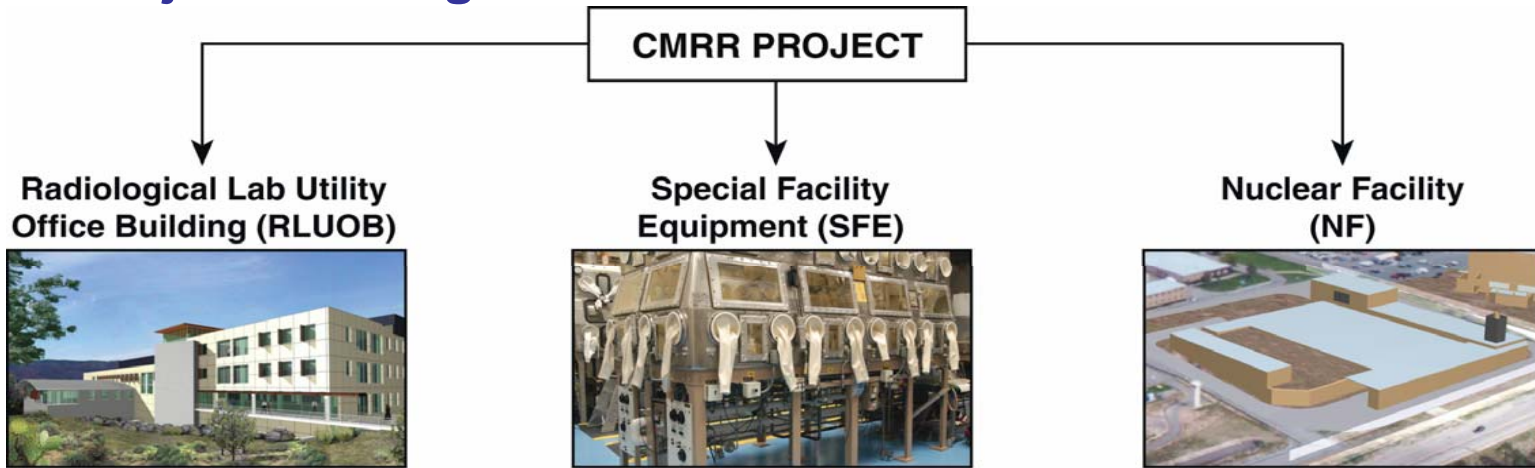 CMRR PROJECT
Radiological Lab Utility
Office Building (RLUOB)
Special Facility
Equipment (SFE)
Nuclear Facility
(NF)